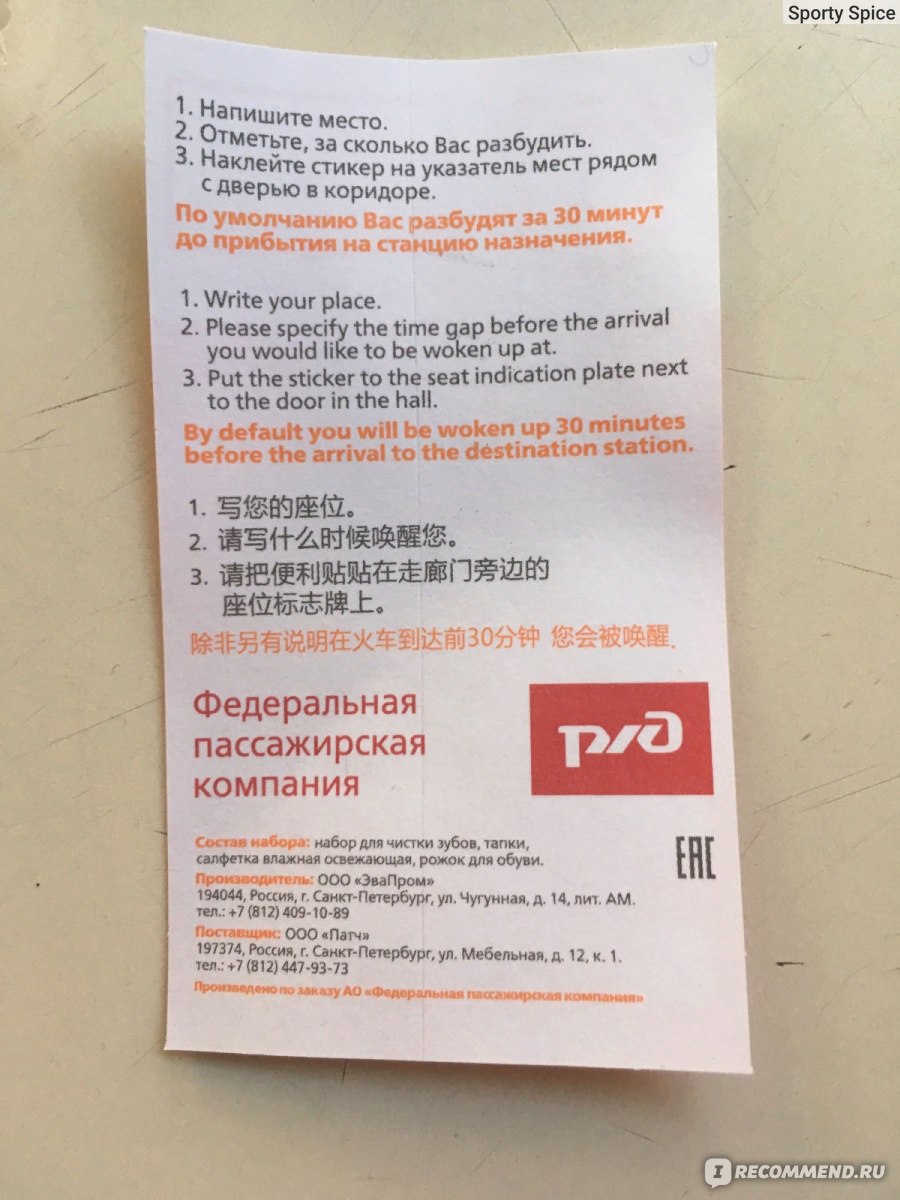 Sporty Spice
1. Напишите место.
2. Отметьте, за сколько Вас разбудить.
3. Наклейте стикер на указатель мест рядом
с дверью в коридоре.
По умолчанию Вас разбудят за 30 минут
до прибытия на станцию назначения.
1. Write your place.
2. Please specify the time gap before the arrival
you would like to be woken up at.
3. Put the sticker to the seat indication plate next
to the door in the hall.
By default you will be woken up 30 minutes
before the arrival to the destination station.
1. 写您的座位。
2. 请写什么时候唤醒您。
3. 请把便利贴贴在走廊门旁边的
座位标志牌上。
除非另有说明在火车到达前30分钟 您会被唤醒.
Федеральная
пассажирская
компания
ржд
Состав набора: набор для чистки зубов, тапки,
салфетка влажная освежающая, рожок для обуви.
EAC
Производитель: ООО «ЭваПром»
194044, Россия, г. Санкт-Петербург, ул. Чугунная, д. 14, лит. АМ.
тел.: +7 (812) 409-10-89
Поставщик: ООО «Патч»
197374, Россия, г. Санкт-Петербург, ул. Мебельная, д. 12, к. 1.
тел.: +7 (812) 447-93-73
Произведено по заказу АО «Федеральная пассажирская компания»
IRECOMMEND.RU